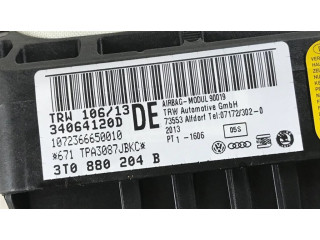 TRW 106/13
34064120D
DE
1072366650010
*671 TPA3087JBKC*
3T0 880 204 B
AIRBAG-MODUL 90019
TRW Automotive GmbH
73553 Alfdorf Tel:07172/302-0
2013
PT1 -1606
05S